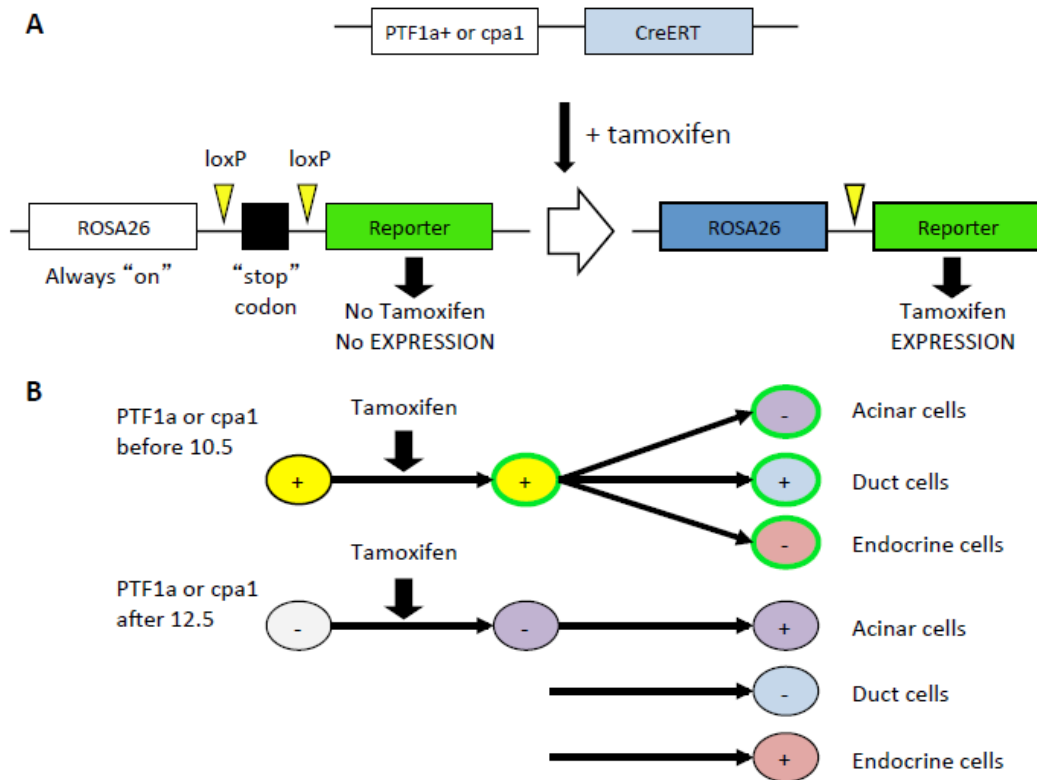 A
PTF1a+ or cpa1
CreERT
+ tamoxifen
loxP
loxP
ROSA26
Reporter
ROSA26
Reporter
Always “on”
“stop”
codon
No Tamoxifen
No EXPRESSION
Tamoxifen
EXPRESSION
B
PTF1a or cpa1
before 10.5
Tamoxifen
-
Acinar cells
+
+
+
Duct cells
-
Endocrine cells
PTF1a or cpa1
after 12.5
Tamoxifen
-
-
+
Acinar cells
-
Duct cells
+
Endocrine cells